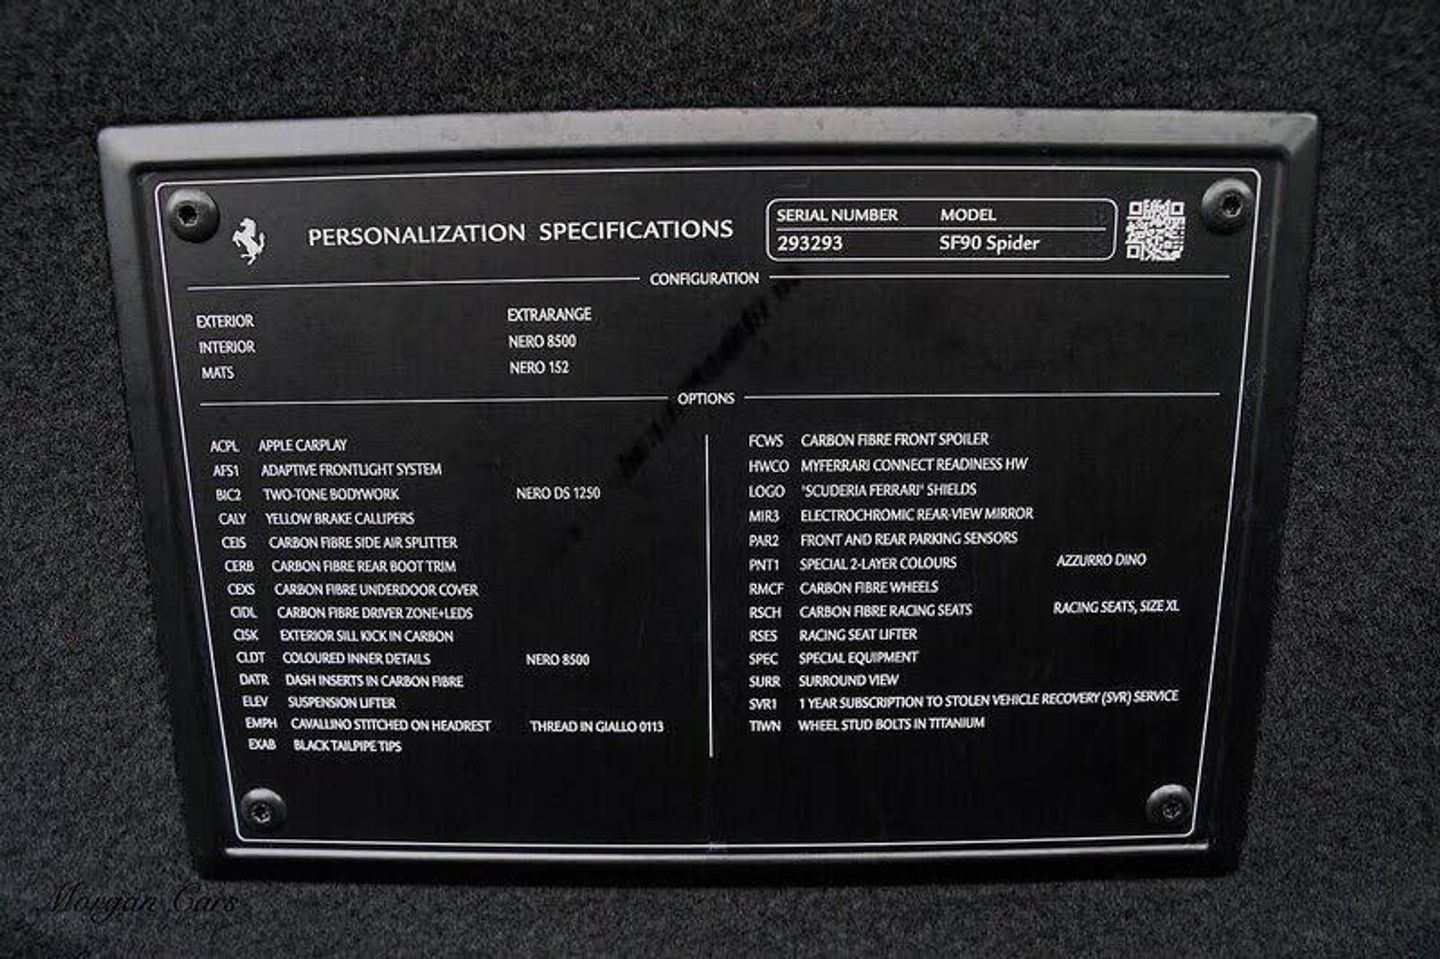 PERSONALIZATION SPECIFICATIONS
SERIAL NUMBER MODEL
293293 SF90 Spider
CONFIGURATION
EXTERIOR EXTRARANGE
INTERIOR NERO 8500
MATS NERO 152
OPTIONS
ACPL APPLE CARPLAY
AFS1 ADAPTIVE FRONTLIGHT SYSTEM
BIC2 TWO-TONE BODYWORK NERO DS 1250
CALY YELLOW BRAKE CALLIPERS
CEIS CARBON FIBRE SIDE AIR SPLITTER
CERB CARBON FIBRE REAR BOOT TRIM
CEXS CARBON FIBRE UNDERDOOR COVER
CIDL CARBON FIBRE DRIVER ZONE+LEDS
CISK EXTERIOR SILL KICK IN CARBON
CLDT COLOURED INNER DETAILS NERO 8500
DATR DASH INSERTS IN CARBON FIBRE
ELEV SUSPENSION LIFTER
EMPH CAVALLINO STITCHED ON HEADREST THREAD IN GIALLO 0113
EXAB BLACK TAILPIPE TIPS
FCWS CARBON FIBRE FRONT SPOILER
HWCO MYFERRARI CONNECT READINESS HW
LOGO "SCUDERIA FERRARI" SHIELDS
MIR3 ELECTROCHROMIC REAR-VIEW MIRROR
PAR2 FRONT AND REAR PARKING SENSORS
PNT1 SPECIAL 2-LAYER COLOURS AZZURRO DINO
RMCF CARBON FIBRE WHEELS
RSCH CARBON FIBRE RACING SEATS RACING SEATS, SIZE XL
RSES RACING SEAT LIFTER
SPEC SPECIAL EQUIPMENT
SURR SURROUND VIEW
SVR1 1 YEAR SUBSCRIPTION TO STOLEN VEHICLE RECOVERY (SVR) SERVICE
TIWN WHEEL STUD BOLTS IN TITANIUM
Morgan Cars